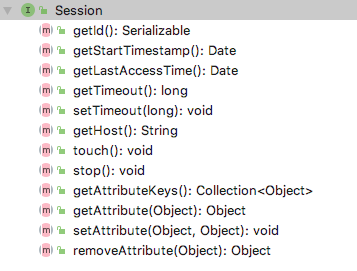 I Session
m getId(): Serializable
m getStartTimestamp(): Date
m getLastAccessTime(): Date
m getTimeout(): long
m setTimeout(long): void
m getHost(): String
m touch(): void
m stop(): void
m getAttributeKeys(): Collection<Object>
m getAttribute(Object): Object
m setAttribute(Object, Object): void
m removeAttribute(Object): Object